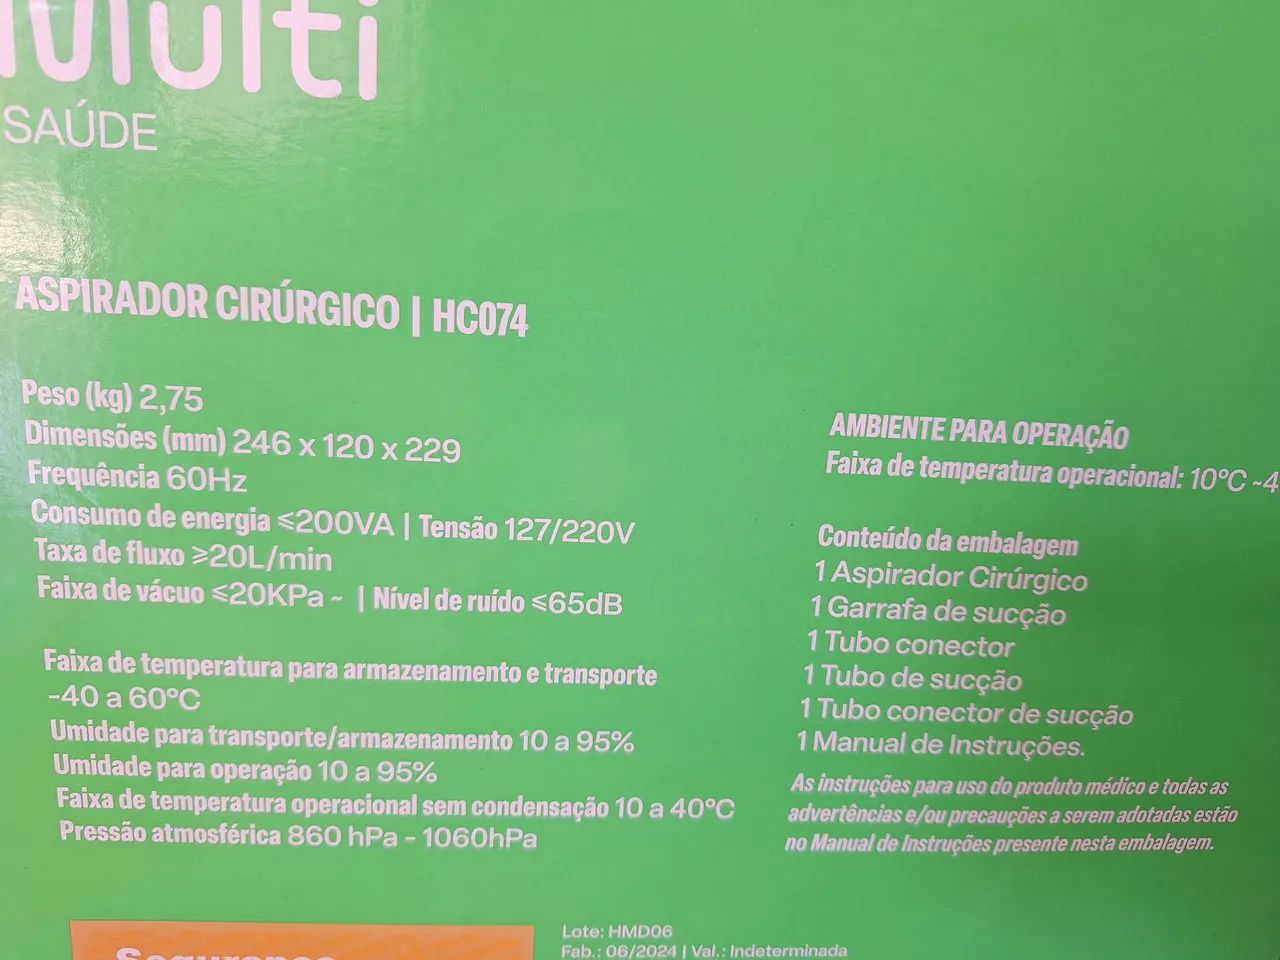 Multi
SAÚDE
ASPIRADOR CIRÚRGICO | HC074
Peso (kg) 2,75
Dimensões (mm) 246 x 120 x 229
Frequência 60Hz
Consumo de energia ≤200VA | Tensão 127/220V
Taxa de fluxo ≥20L/min
Faixa de vácuo ≤20KPa ~ | Nível de ruído ≤65dB
Faixa de temperatura para armazenamento e transporte
-40 a 60°C
Umidade para transporte/armazenamento 10 a 95%
Umidade para operação 10 a 95%
Faixa de temperatura operacional sem condensação 10 a 40°C
Pressão atmosférica 860 hPa - 1060hPa
AMBIENTE PARA OPERAÇÃO
Faixa de temperatura operacional: 10°C ~4
Conteúdo da embalagem
1 Aspirador Cirúrgico
1 Garrafa de sucção
1 Tubo conector
1 Tubo de sucção
1 Tubo conector de sucção
1 Manual de Instruções.
As instruções para uso do produto médico e todas as
advertências e/ou precauções a serem adotadas estão
no Manual de Instruções presente nesta embalagem.
Segurança
Lote: HMD06
Fab.: 06/2024 | Val.: Indeterminada